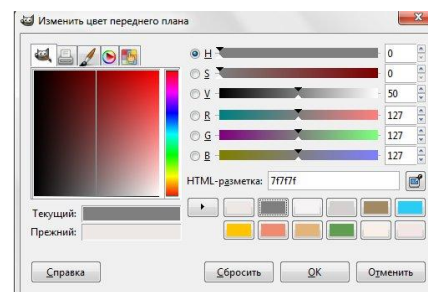 Изменить цвет переднего плана
H 0
S 0
V 50
R 127
G 127
B 127
HTML-разметка: 7f7f7f
Текущий:
Прежний:
Справка Сбросить OK Отменить